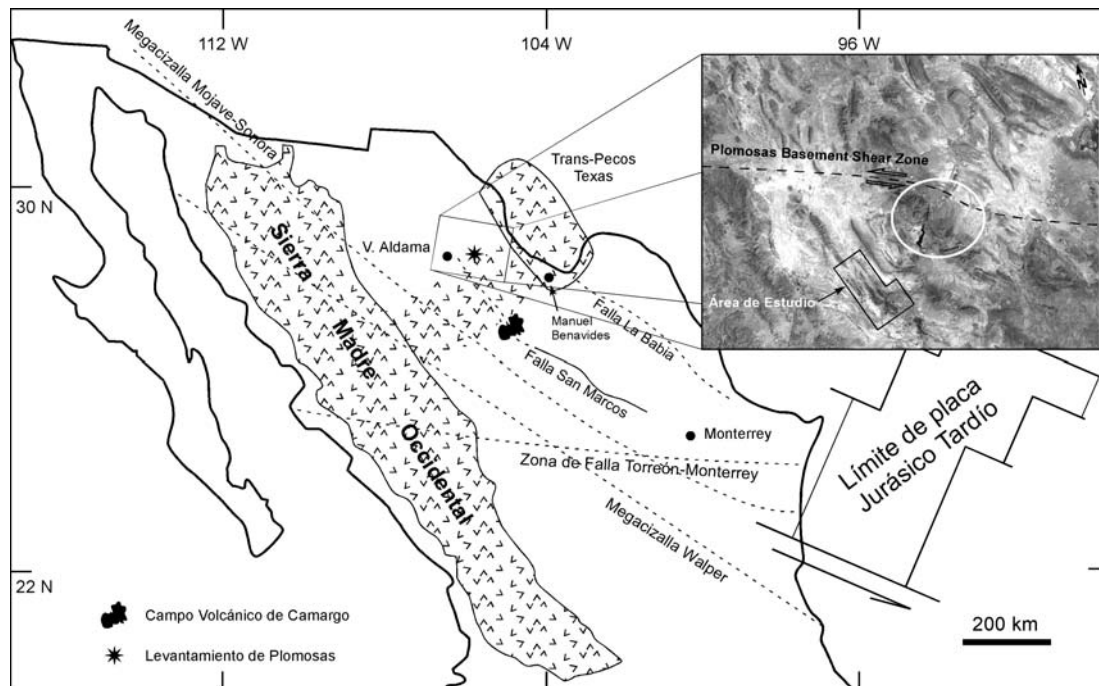 112 W
104 W
96 W
Megacizalla Mojave-Sonora
Trans-Pecos
Texas
N
Plomosas Basement Shear Zone
30 N
Sierra
Madre
Occidental
V. Aldama
Manuel
Benavides
Falla La Babia
Área de Estudio
Falla San Marcos
Monterrey
Límite de placa
Jurásico Tardío
Zona de Falla Torreón-Monterrey
Megacizalla Walper
22 N
Campo Volcánico de Camargo
Levantamiento de Plomosas
200 km